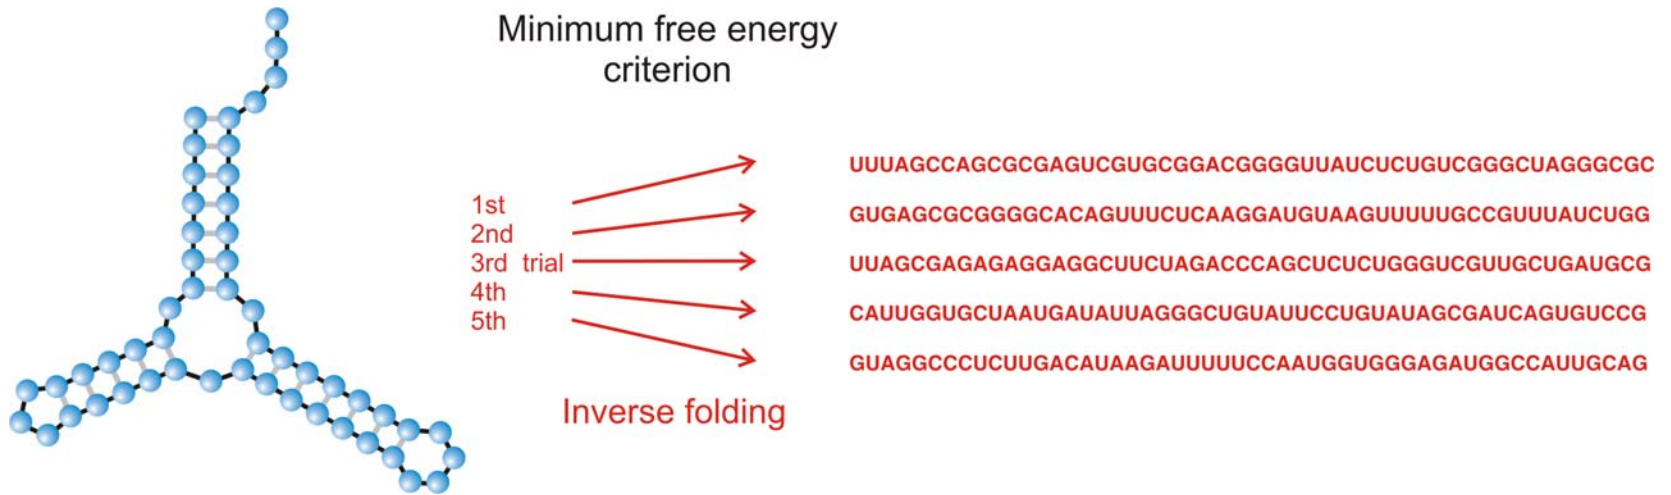 Minimum free energy
criterion
1st
2nd
3rd trial
4th
5th
Inverse folding
UUUAGCCAGCGCGAGUCGUGCGGACGGGGUUAUCUCUGUCGGGCUAGGGCGC
GUGAGCGCGGGGCACAGUUUCUCAAGGAUGUAAGUUUUUGCCGUUUAUCUGG
UUAGCGAGAGAGGAGGCUUCUAGACCCAGCUCUCUGGGUCGUUGCUGAUGCG
CAUUGGUGCUAAUGAUAUUAGGGCUGUAUUCCUGUAUAGCGAUCAGUGUCCG
GUAGGCCCUCUUGACAUAAGAUUUUUCCAAUGGUGGGAGAUGGCCAUUGCAG